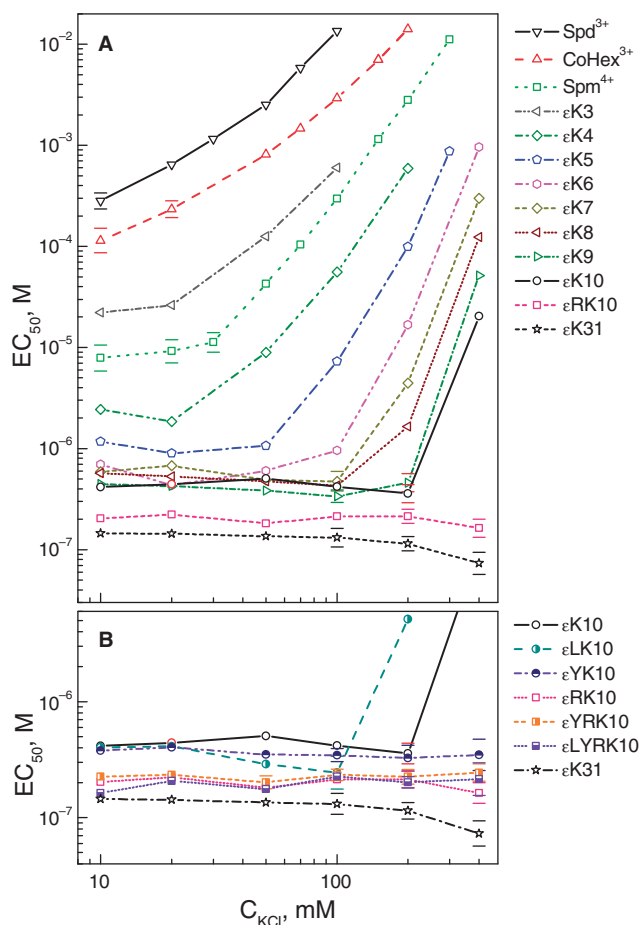 A
10⁻²
10⁻³
10⁻⁴
10⁻⁵
10⁻⁶
10⁻⁷
EC₅₀, M
Spd³⁺
CoHex³⁺
Spm⁴⁺
εK3
εK4
εK5
εK6
εK7
εK8
εK9
εK10
εRK10
εK31
B
10⁻⁶
10⁻⁷
EC₅₀, M
10
100
C_KCl, mM
εK10
εLK10
εYK10
εRK10
εYRK10
εLYRK10
εK31